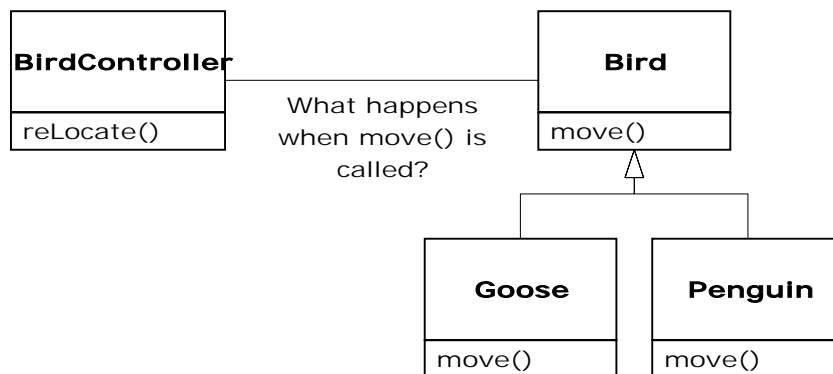 BirdController
Bird
What happens
when move() is
called?
reLocate()
move()
Goose
Penguin
move()
move()